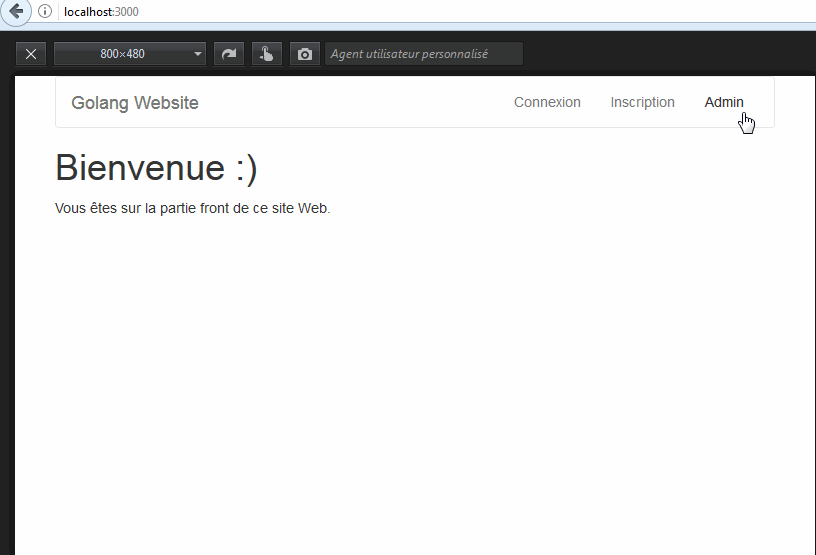 localhost:3000
800×480
Agent utilisateur personnalisé
Golang Website
Connexion
Inscription
Admin
Bienvenue :)
Vous êtes sur la partie front de ce site Web.